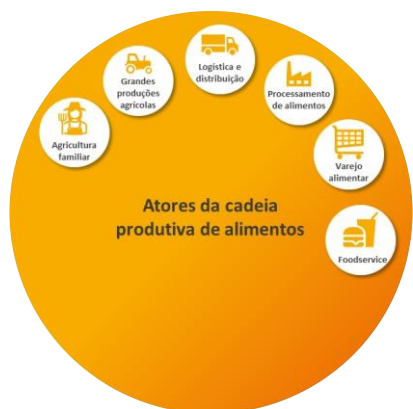 Agricultura
familiar
Grandes
produções
agrícolas
Logística e
distribuição
Processamento
de alimentos
Varejo
alimentar
Foodservice
Atores da cadeia
produtiva de alimentos